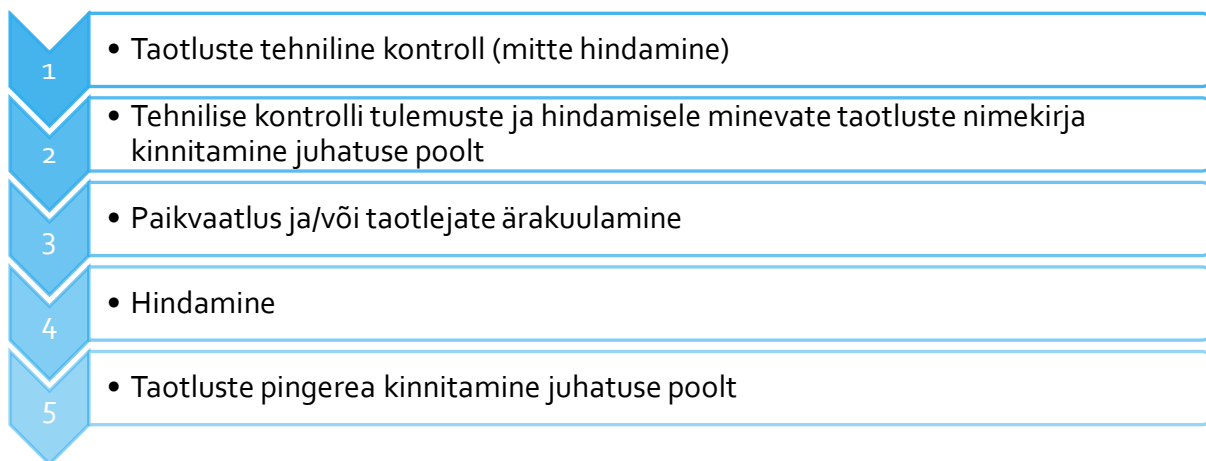 1
• Taotluste tehniline kontroll (mitte hindamine)
2
• Tehnilise kontrolli tulemuste ja hindamisele minevate taotluste nimekirja
kinnitamine juhatuse poolt
3
• Paikvaatlus ja/või taotlejate ärakuulamine
4
• Hindamine
5
• Taotluste pingerea kinnitamine juhatuse poolt